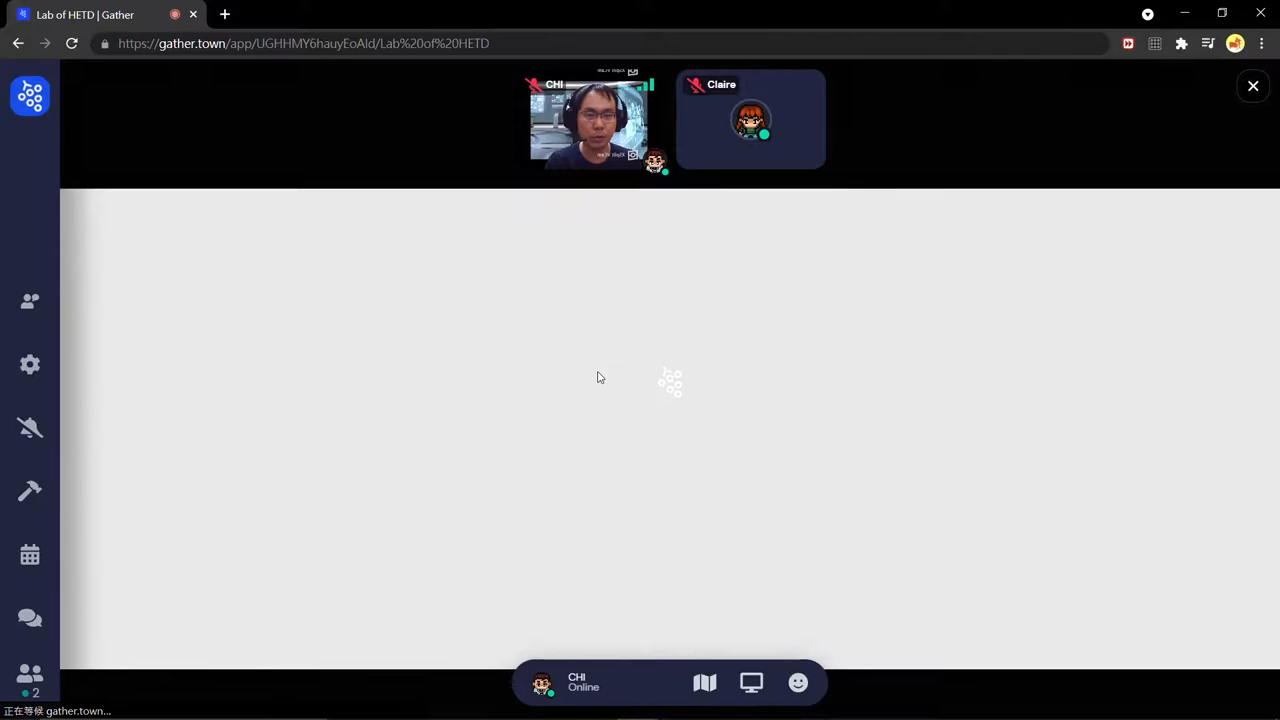 Lab of HETD | Gather
https://gather.town/app/UGHHMY6hauyEoAld/Lab%20of%20HETD
CHI
Claire
2
CHI
Online
正在等候 gather.town...